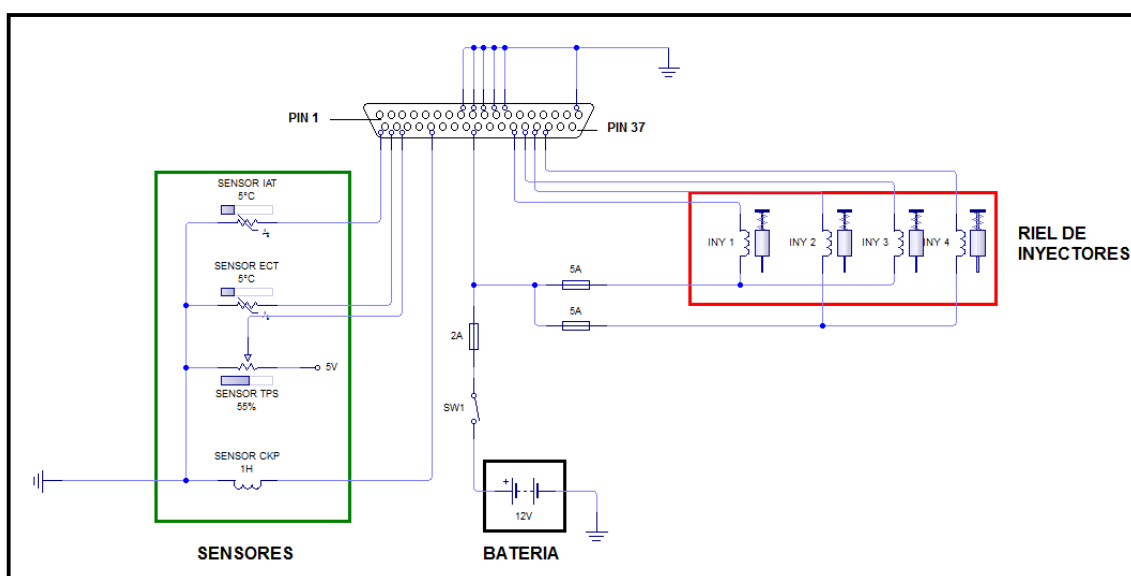 PIN 1
PIN 37
SENSOR IAT
5°C
SENSOR ECT
5°C
5V
SENSOR TPS
55%
SENSOR CKP
1H
SENSORES
2A
SW1
+
12V
BATERIA
5A
5A
INY 1
INY 2
INY 3
INY 4
RIEL DE
INYECTORES